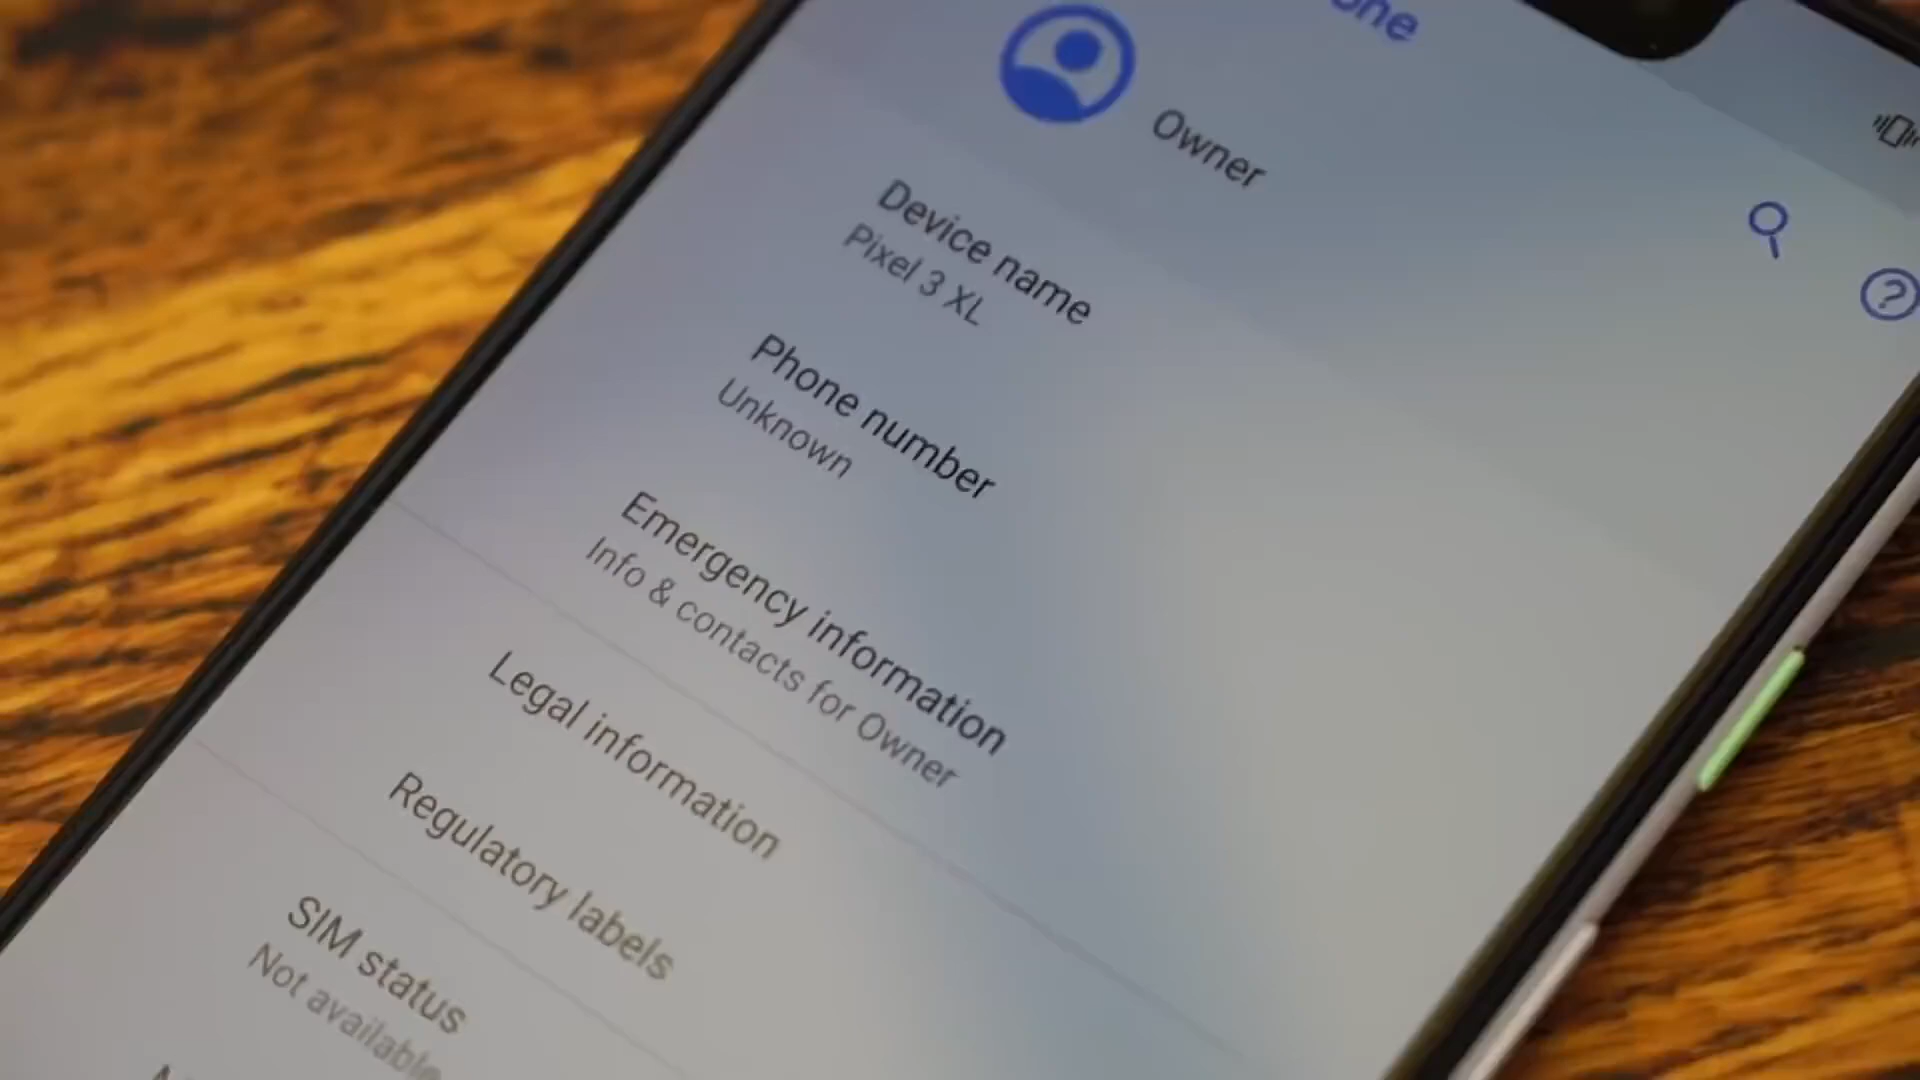 Owner
Device name
Pixel 3 XL
Phone number
Unknown
Emergency information
Info & contacts for Owner
Legal information
Regulatory labels
SIM status
Not available